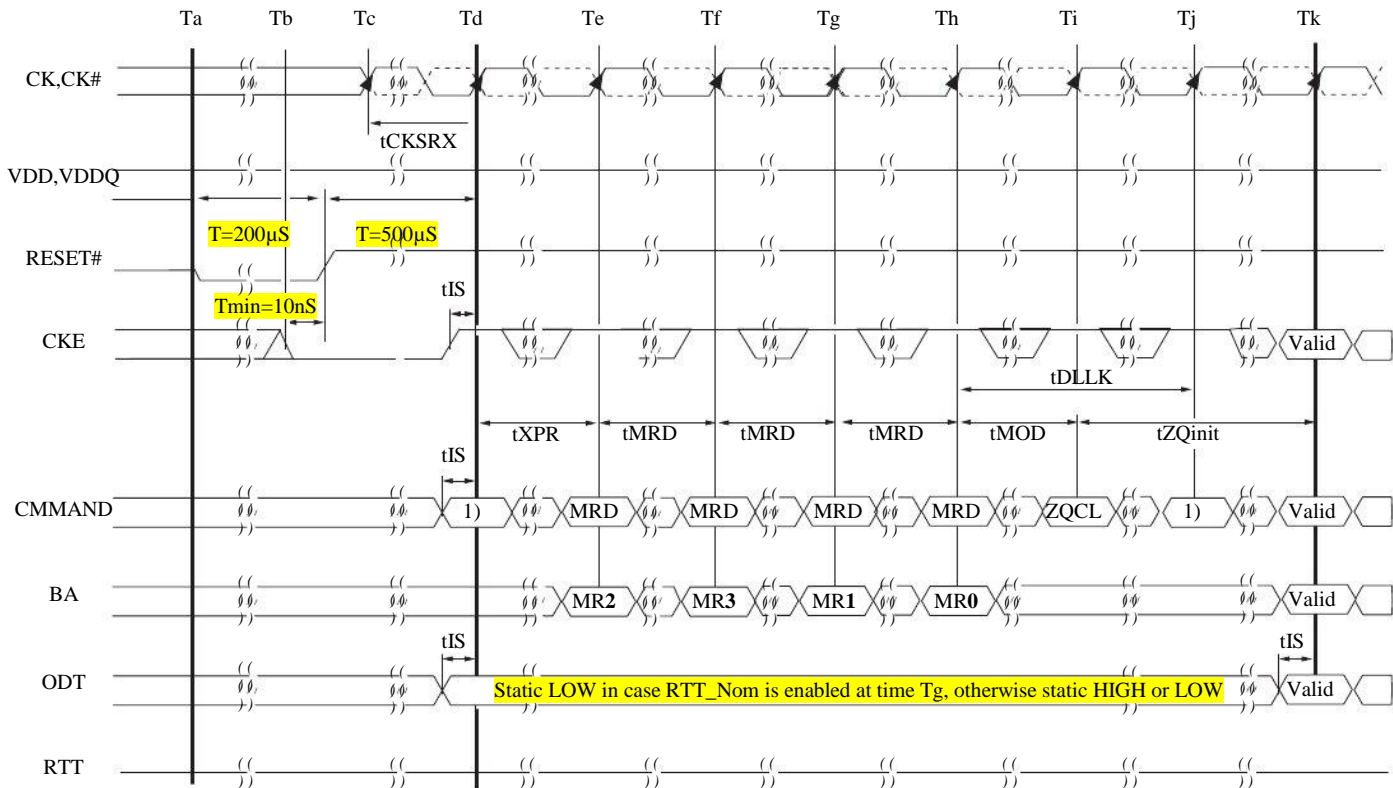 Ta Tb Tc Td Te Tf Tg Th Ti Tj Tk
CK,CK#
tCKSRX
VDD,VDDQ
T=200µS T=500µS
RESET#
Tmin=10nS tIS
CKE Valid
tDLLK
tXPR tMRD tMRD tMRD tMOD tZQinit
tIS
CMMAND 1) MRD MRD MRD MRD ZQCL 1) Valid
BA MR2 MR3 MR1 MR0 Valid
tIS tIS
ODT Static LOW in case RTT_Nom is enabled at time Tg, otherwise static HIGH or LOW Valid
RTT